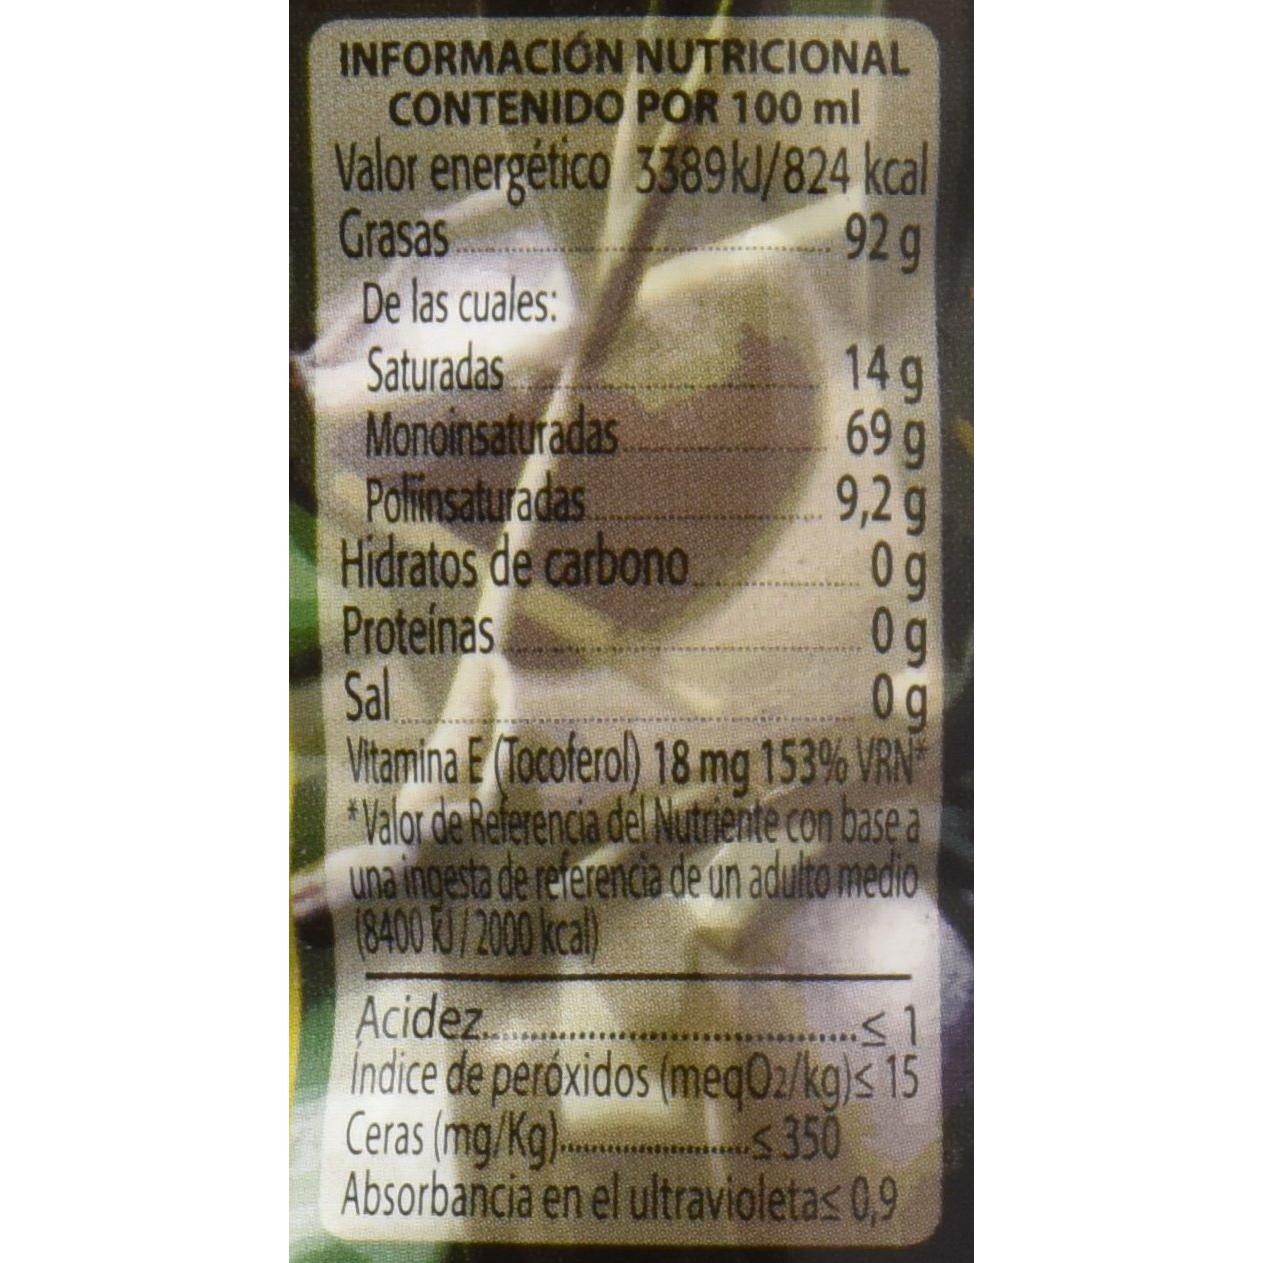 INFORMACIÓN NUTRICIONAL
CONTENIDO POR 100 ml
Valor energético 3389kJ/824 kcal
Grasas 92 g
De las cuales:
Saturadas 14 g
Monoinsaturadas 69 g
Poliinsaturadas 9,2 g
Hidratos de carbono 0 g
Proteínas 0 g
Sal 0 g
Vitamina E (Tocoferol) 18 mg 153% VRN*
*Valor de Referencia del Nutriente con base a
una ingesta de referencia de un adulto medio
(8400 KJ / 2000 kcal)
Acidez ≤ 1
Índice de peróxidos (meqO2/kg)≤ 15
Ceras (mg/Kg) ≤ 350
Absorbancia en el ultravioleta≤ 0,9